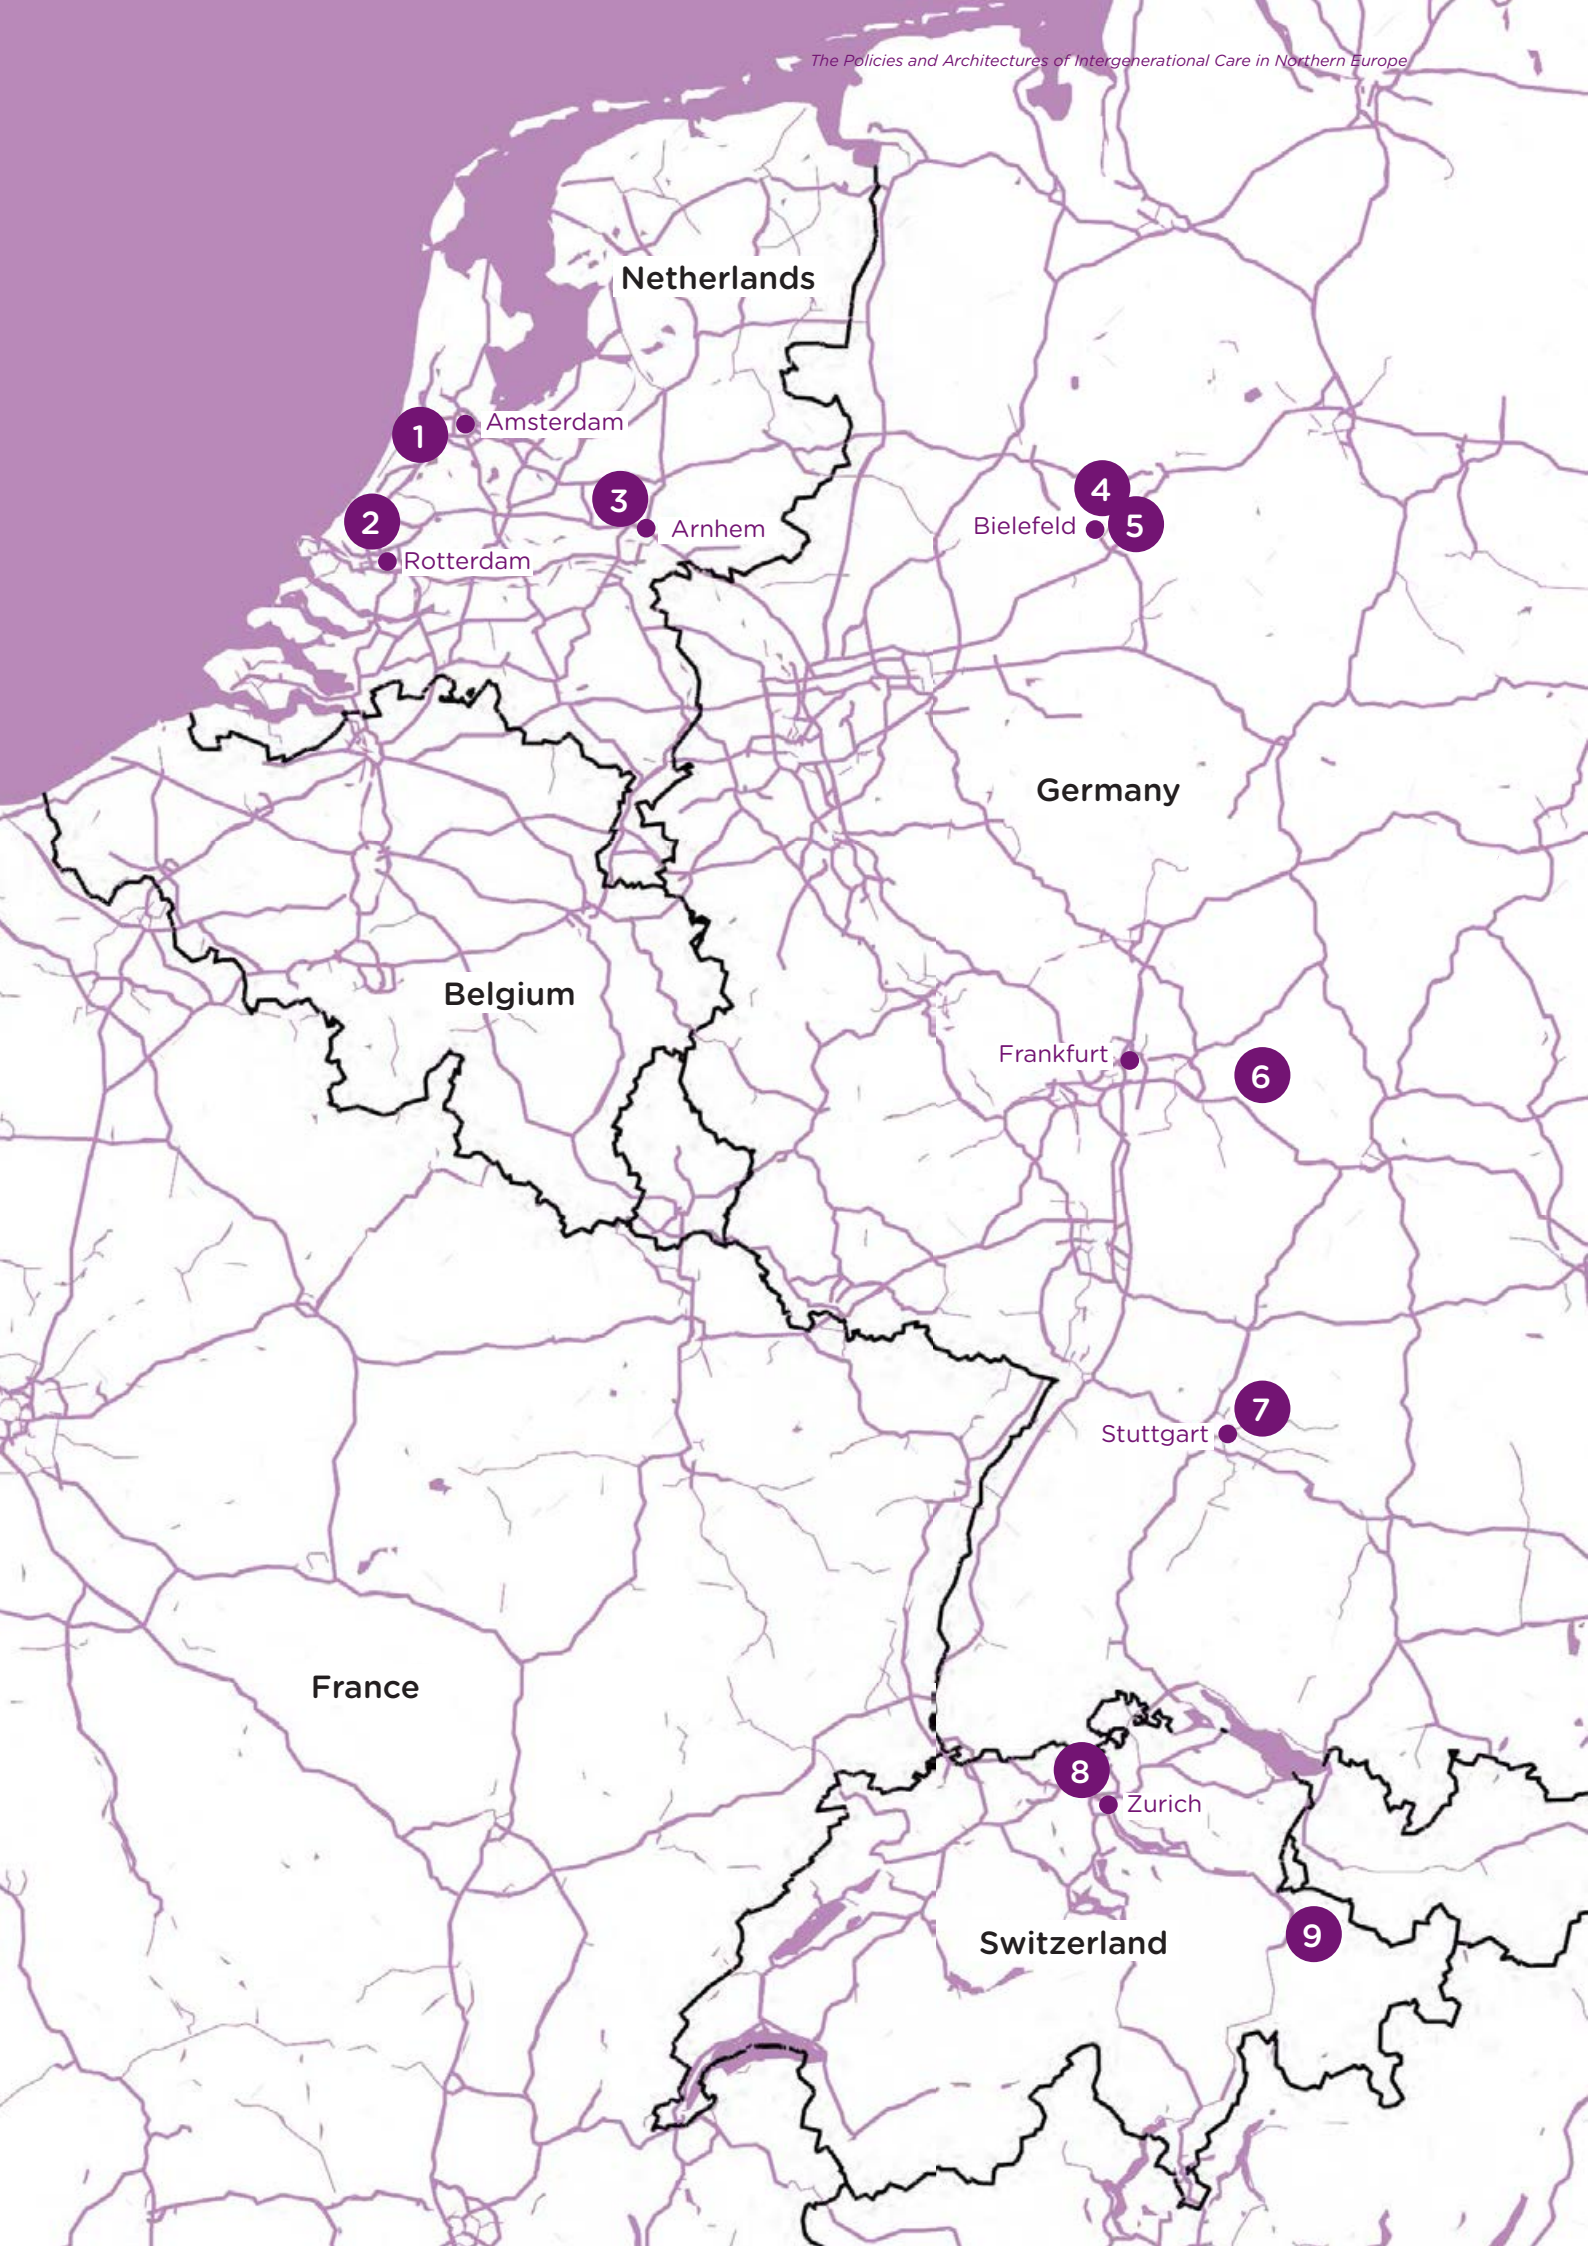 The Policies and Architectures of Intergenerational Care in Northern Europe
Netherlands
1
Amsterdam
2
Rotterdam
3
Arnhem
4
Bielefeld
5
Germany
Belgium
Frankfurt
6
7
Stuttgart
France
8
Zurich
Switzerland
9